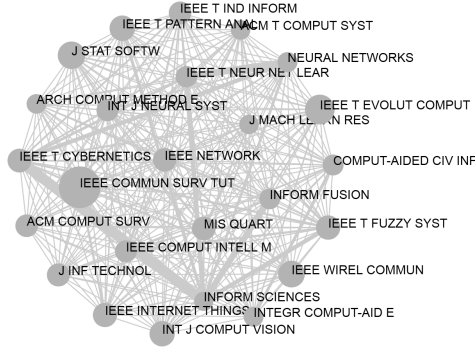 IEEE T IND INFORM
IEEE T PATTERN ANAL
ACM T COMPUT SYST
J STAT SOFTW
NEURAL NETWORKS
IEEE T NEUR NET LEAR
ARCH COMPUT METHOD E
INT J NEURAL SYST
IEEE T EVOLUT COMPUT
J MACH LEARN RES
IEEE T CYBERNETICS
IEEE NETWORK
COMPUT-AIDED CIV INF
IEEE COMMUN SURV TUT
INFORM FUSION
ACM COMPUT SURV
MIS QUART
IEEE T FUZZY SYST
IEEE COMPUT INTELL M
J INF TECHNOL
IEEE WIREL COMMUN
INFORM SCIENCES
IEEE INTERNET THINGS
INTEGR COMPUT-AID E
INT J COMPUT VISION